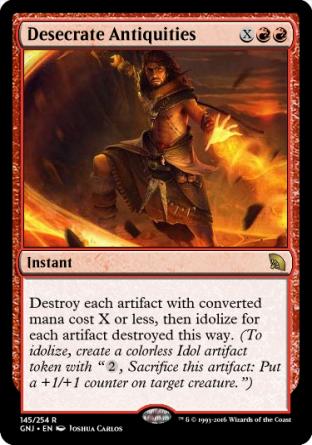 Desecrate Antiquities X
Instant
Destroy each artifact with converted
mana cost X or less, then idolize for
each artifact destroyed this way. (To
idolize, create a colorless Idol artifact
token with “2, Sacrifice this artifact: Put
a +1/+1 counter on target creature.”)
145/254 R
GNJ • EN Joshua Carlos
™ & © 1993-2016 Wizards of the Coast